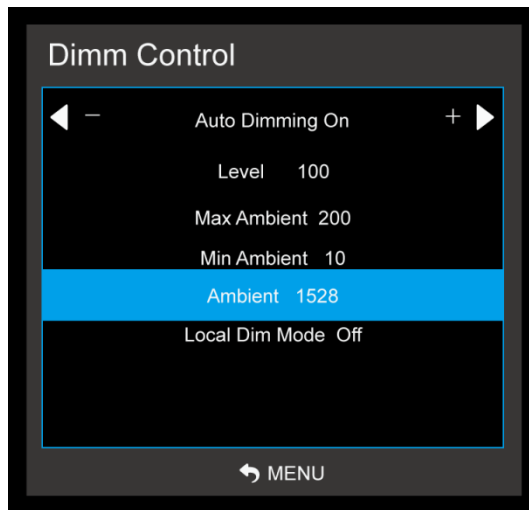 Dimm Control
− Auto Dimming On +
Level 100
Max Ambient 200
Min Ambient 10
Ambient 1528
Local Dim Mode Off
MENU